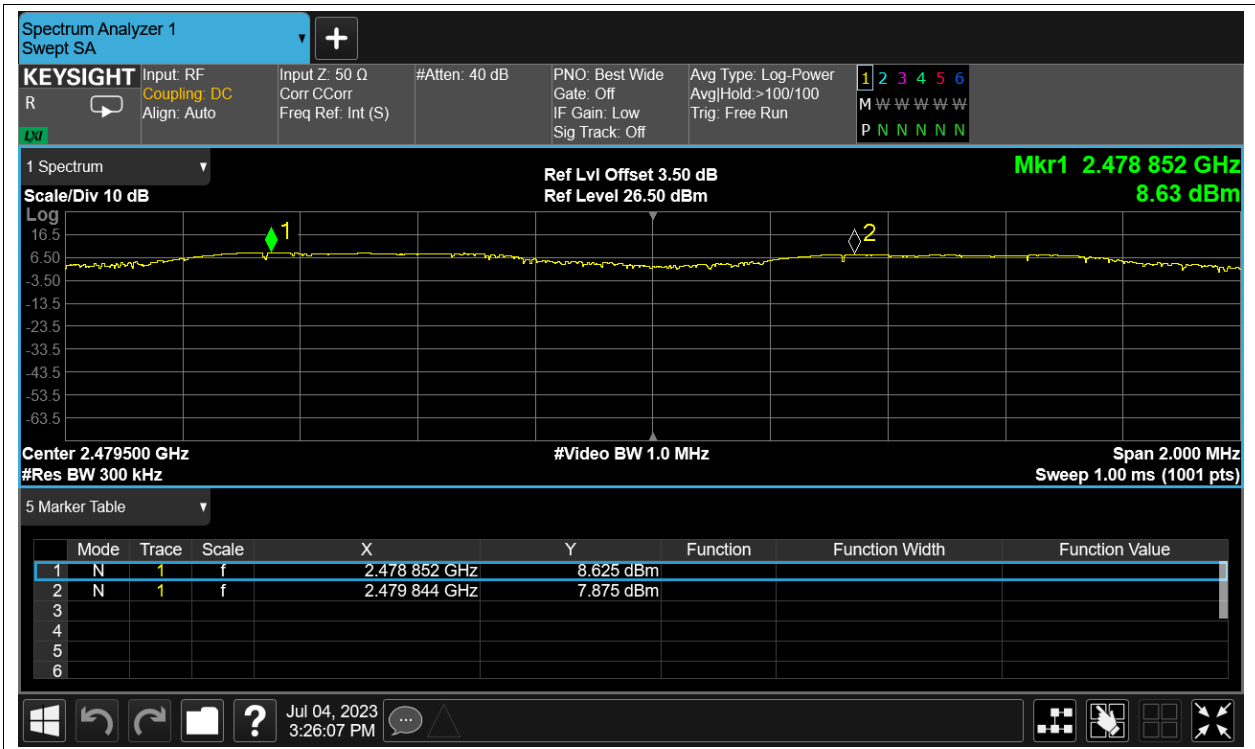 Spectrum Analyzer 1
Swept SA
KEYSIGHT
R
LXI
Input: RF
Coupling: DC
Align: Auto
Input Z: 50 Ω
Corr CCorr
Freq Ref: Int (S)
#Atten: 40 dB
PNO: Best Wide
Gate: Off
IF Gain: Low
Sig Track: Off
Avg Type: Log-Power
Avg|Hold:>100/100
Trig: Free Run
1 2 3 4 5 6
M W W W W W
P N N N N N
1 Spectrum
Scale/Div 10 dB
Ref Lvl Offset 3.50 dB
Ref Level 26.50 dBm
Mkr1 2.478 852 GHz
8.63 dBm
Log
16.5
6.50
-3.50
-13.5
-23.5
-33.5
-43.5
-53.5
-63.5
1
2
Center 2.479500 GHz
#Video BW 1.0 MHz
Span 2.000 MHz
#Res BW 300 kHz
Sweep 1.00 ms (1001 pts)
5 Marker Table
Mode Trace Scale X Y Function Function Width Function Value
1 N 1 f 2.478 852 GHz 8.625 dBm
2 N 1 f 2.479 844 GHz 7.875 dBm
3
4
5
6
?
Jul 04, 2023
3:26:07 PM